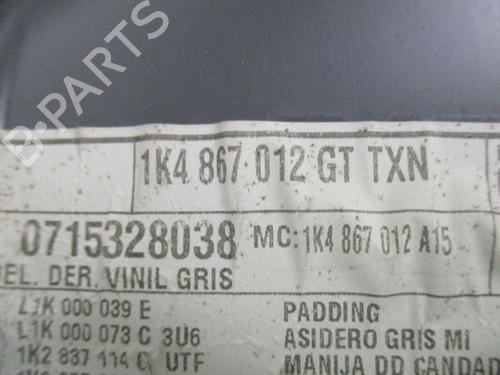 B PARTS
1K4 867 012 GT TXN
0715328038 MC: 1K4 867 012 A15
DEL. DER. VINIL GRIS
L1K 000 039 E PADDING
L1K 000 073 C 3U6 ASIDERO GRIS MI
1K2 837 114 UTF MANIJA DD CANDAD